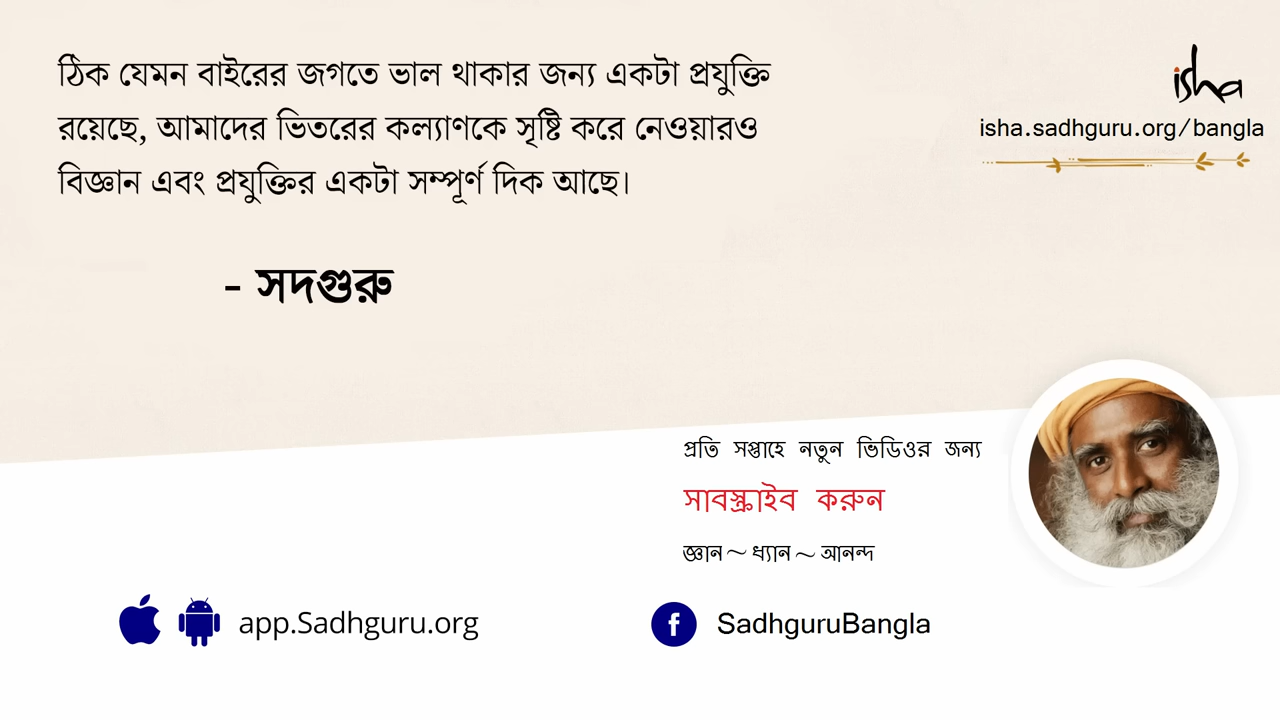 ঠিক যেমন বাইরের জগতে ভাল থাকার জন্য একটা প্রযুক্তি
রয়েছে, আমাদের ভিতরের কল্যাণকে সৃষ্টি করে নেওয়ারও
বিজ্ঞান এবং প্রযুক্তির একটা সম্পূর্ণ দিক আছে।
- সদগুরু
isha
isha.sadhguru.org/bangla
প্রতি সপ্তাহে নতুন ভিডিওর জন্য
সাবস্ক্রাইব করুন
জ্ঞান ~ ধ্যান ~ আনন্দ
app.Sadhguru.org
f SadhguruBangla